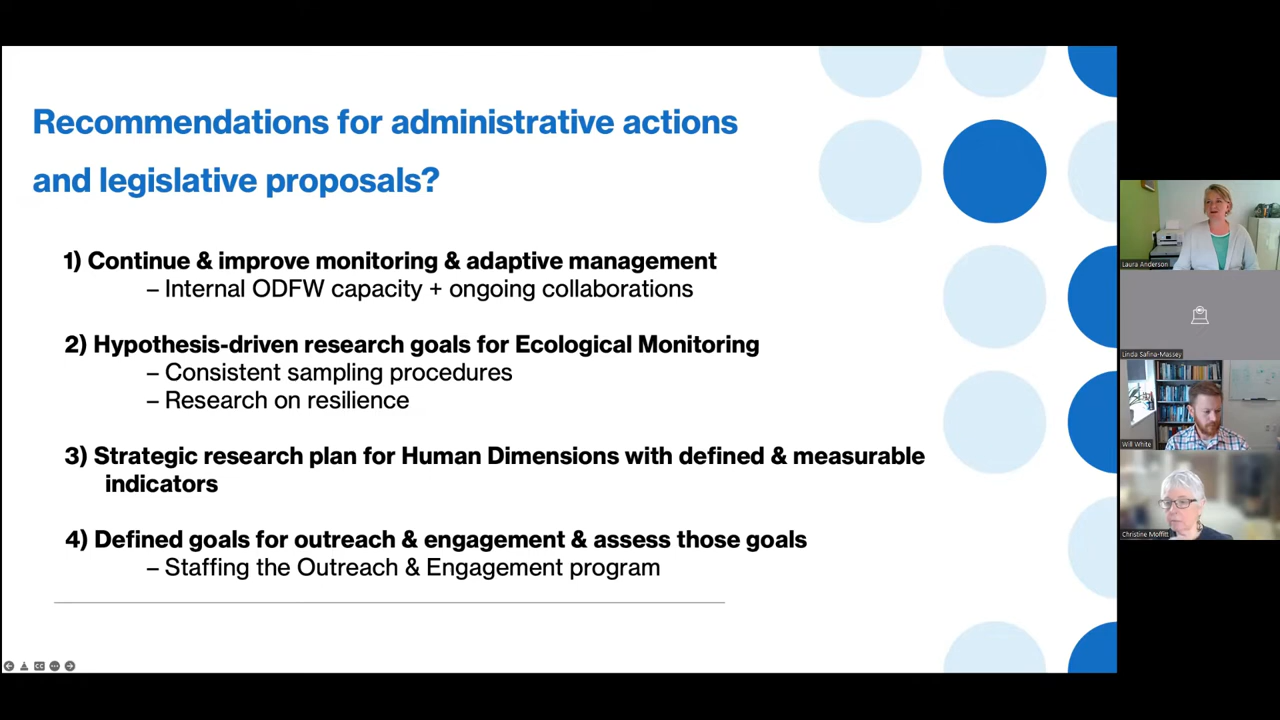 Recommendations for administrative actions
and legislative proposals?
1) Continue & improve monitoring & adaptive management
– Internal ODFW capacity + ongoing collaborations
2) Hypothesis-driven research goals for Ecological Monitoring
– Consistent sampling procedures
– Research on resilience
3) Strategic research plan for Human Dimensions with defined & measurable
indicators
4) Defined goals for outreach & engagement & assess those goals
– Staffing the Outreach & Engagement program
Laura Anderson
Linda Safina-Massey
Will White
Christine Moffitt